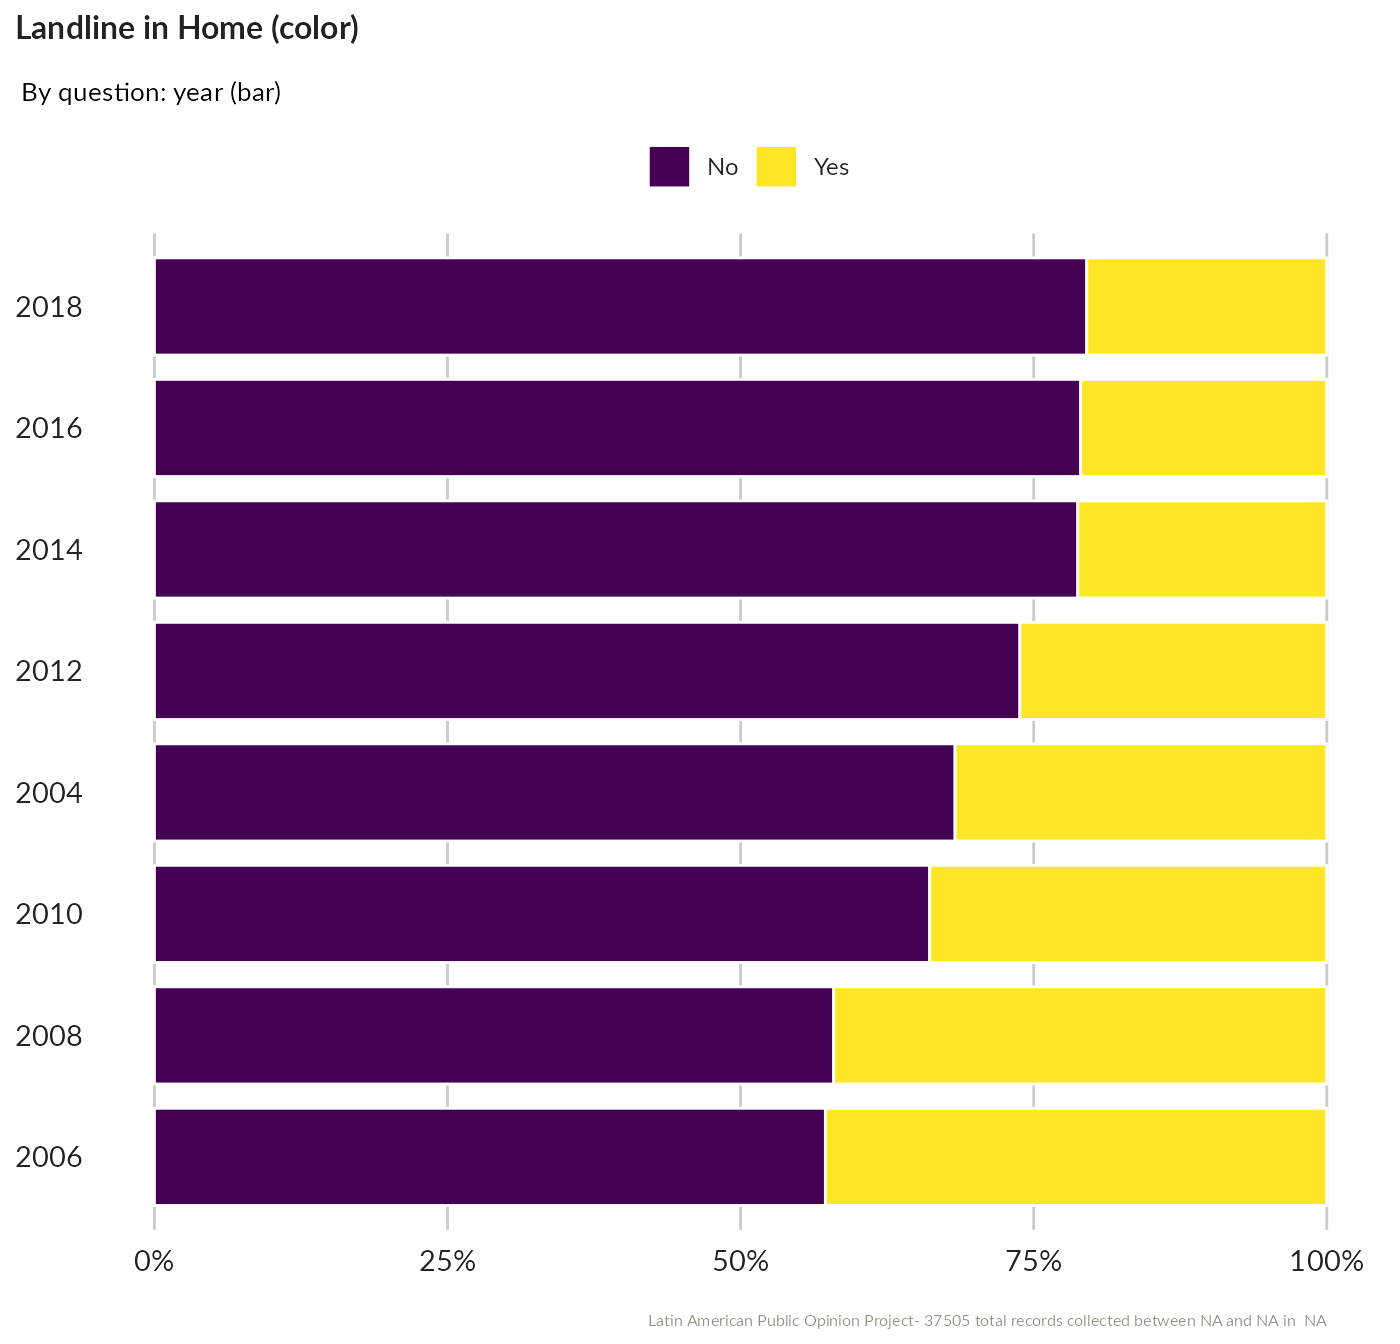 Landline in Home (color)
By question: year (bar)
No Yes
2018
2016
2014
2012
2004
2010
2008
2006
0% 25% 50% 75% 100%
Latin American Public Opinion Project- 37505 total records collected between NA and NA in  NA